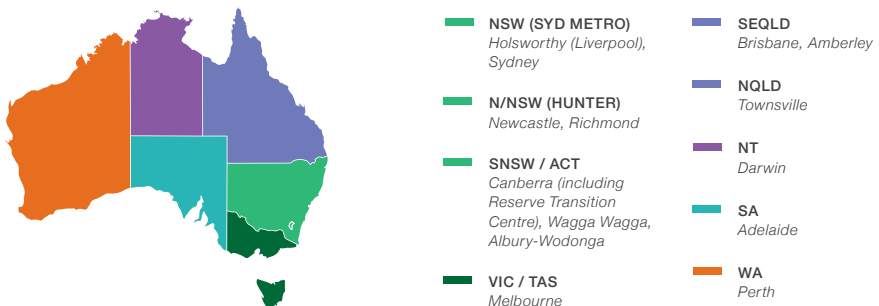 NSW (SYD METRO)
Holsworthy (Liverpool),
Sydney
N/NSW (HUNTER)
Newcastle, Richmond
SNSW / ACT
Canberra (including
Reserve Transition
Centre), Wagga Wagga,
Albury-Wodonga
VIC / TAS
Melbourne
SEQLD
Brisbane, Amberley
NQLD
Townsville
NT
Darwin
SA
Adelaide
WA
Perth